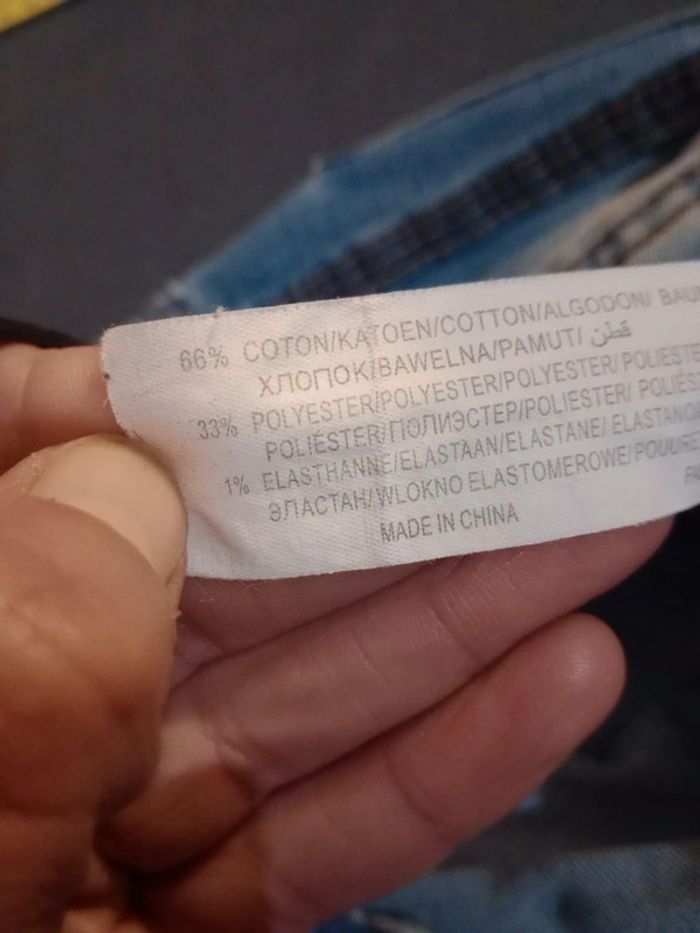 66% COTON/KATOEN/COTTON/ALGODON/
ХЛОПОК/BAWELNA/PAMUT/ قطن
33% POLYESTER/POLYESTER/POLYESTER/
POLIÉSTER/ПОЛИЭСТЕР/POLIESTER/
1% ELASTHANNE/ELASTAAN/ELASTANE/
ЭЛАСТАН/WLOKNO ELASTOMEROWE/
MADE IN CHINA